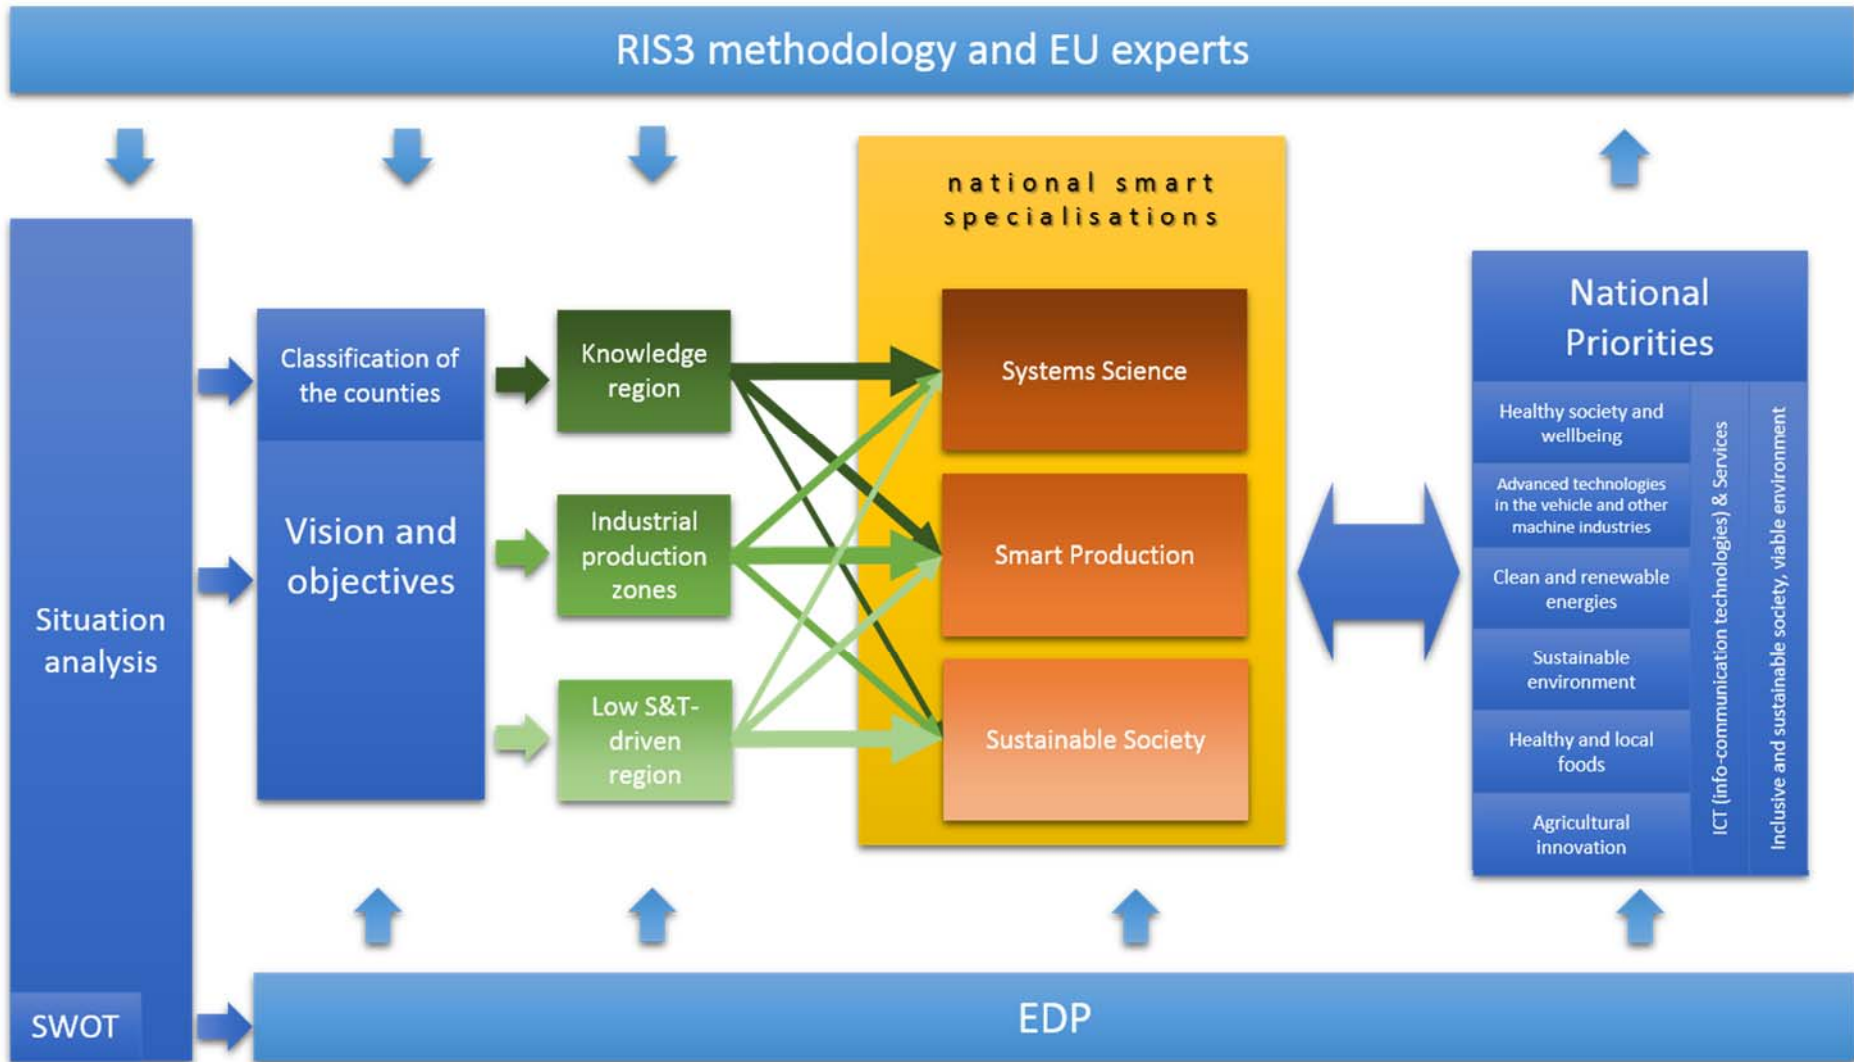 RIS3 methodology and EU experts
national smart
specialisations
Situation
analysis
SWOT
Classification of
the counties
Vision and
objectives
Knowledge
region
Industrial
production
zones
Low S&T-
driven
region
Systems Science
Smart Production
Sustainable Society
National
Priorities
Healthy society and
wellbeing
Advanced technologies
in the vehicle and other
machine industries
Clean and renewable
energies
Sustainable
environment
Healthy and local
foods
Agricultural
innovation
ICT (info-communication technologies) & Services
Inclusive and sustainable society, viable environment
EDP